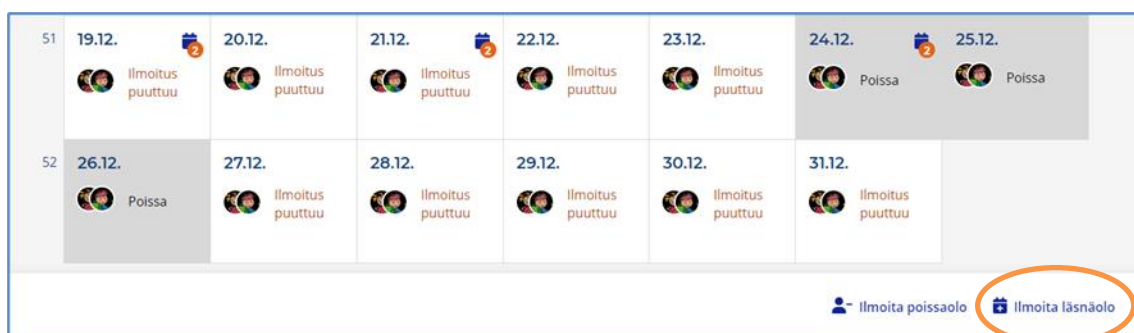 51 19.12. 2 20.12. 21.12. 2 22.12. 23.12. 24.12. 2 25.12.
Ilmoitus Ilmoitus Ilmoitus Ilmoitus Ilmoitus Poissa Poissa
puuttuu puuttuu puuttuu puuttuu puuttuu
52 26.12. 27.12. 28.12. 29.12. 30.12. 31.12.
Poissa Ilmoitus Ilmoitus Ilmoitus Ilmoitus Ilmoitus
puuttuu puuttuu puuttuu puuttuu puuttuu
Ilmoita poissaolo Ilmoita läsnäolo